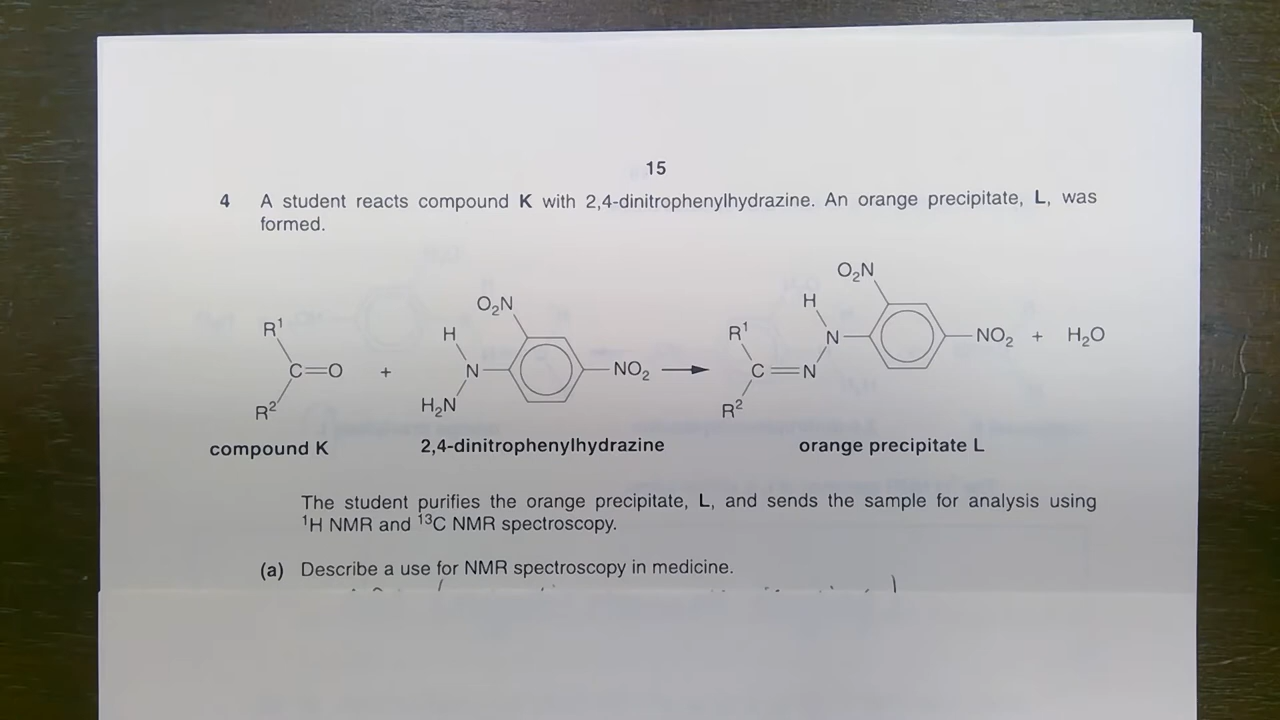 15
4 A student reacts compound K with 2,4-dinitrophenylhydrazine. An orange precipitate, L, was
formed.
R¹
C=O
R²
+
O₂N
H
N
H₂N
NO₂
O₂N
H
R¹
N
C=N
R²
NO₂ + H₂O
compound K 2,4-dinitrophenylhydrazine orange precipitate L
The student purifies the orange precipitate, L, and sends the sample for analysis using
¹H NMR and ¹³C NMR spectroscopy.
(a) Describe a use for NMR spectroscopy in medicine.